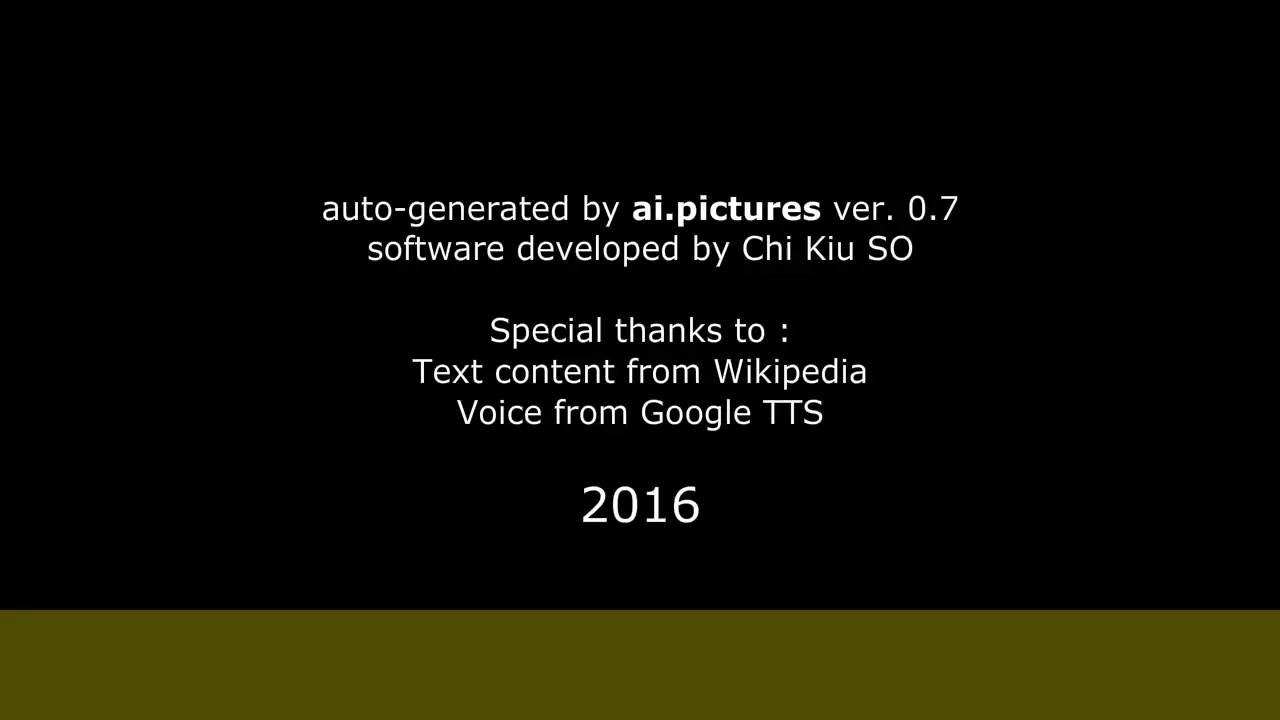 auto-generated by ai.pictures ver. 0.7
software developed by Chi Kiu SO
Special thanks to :
Text content from Wikipedia
Voice from Google TTS
2016